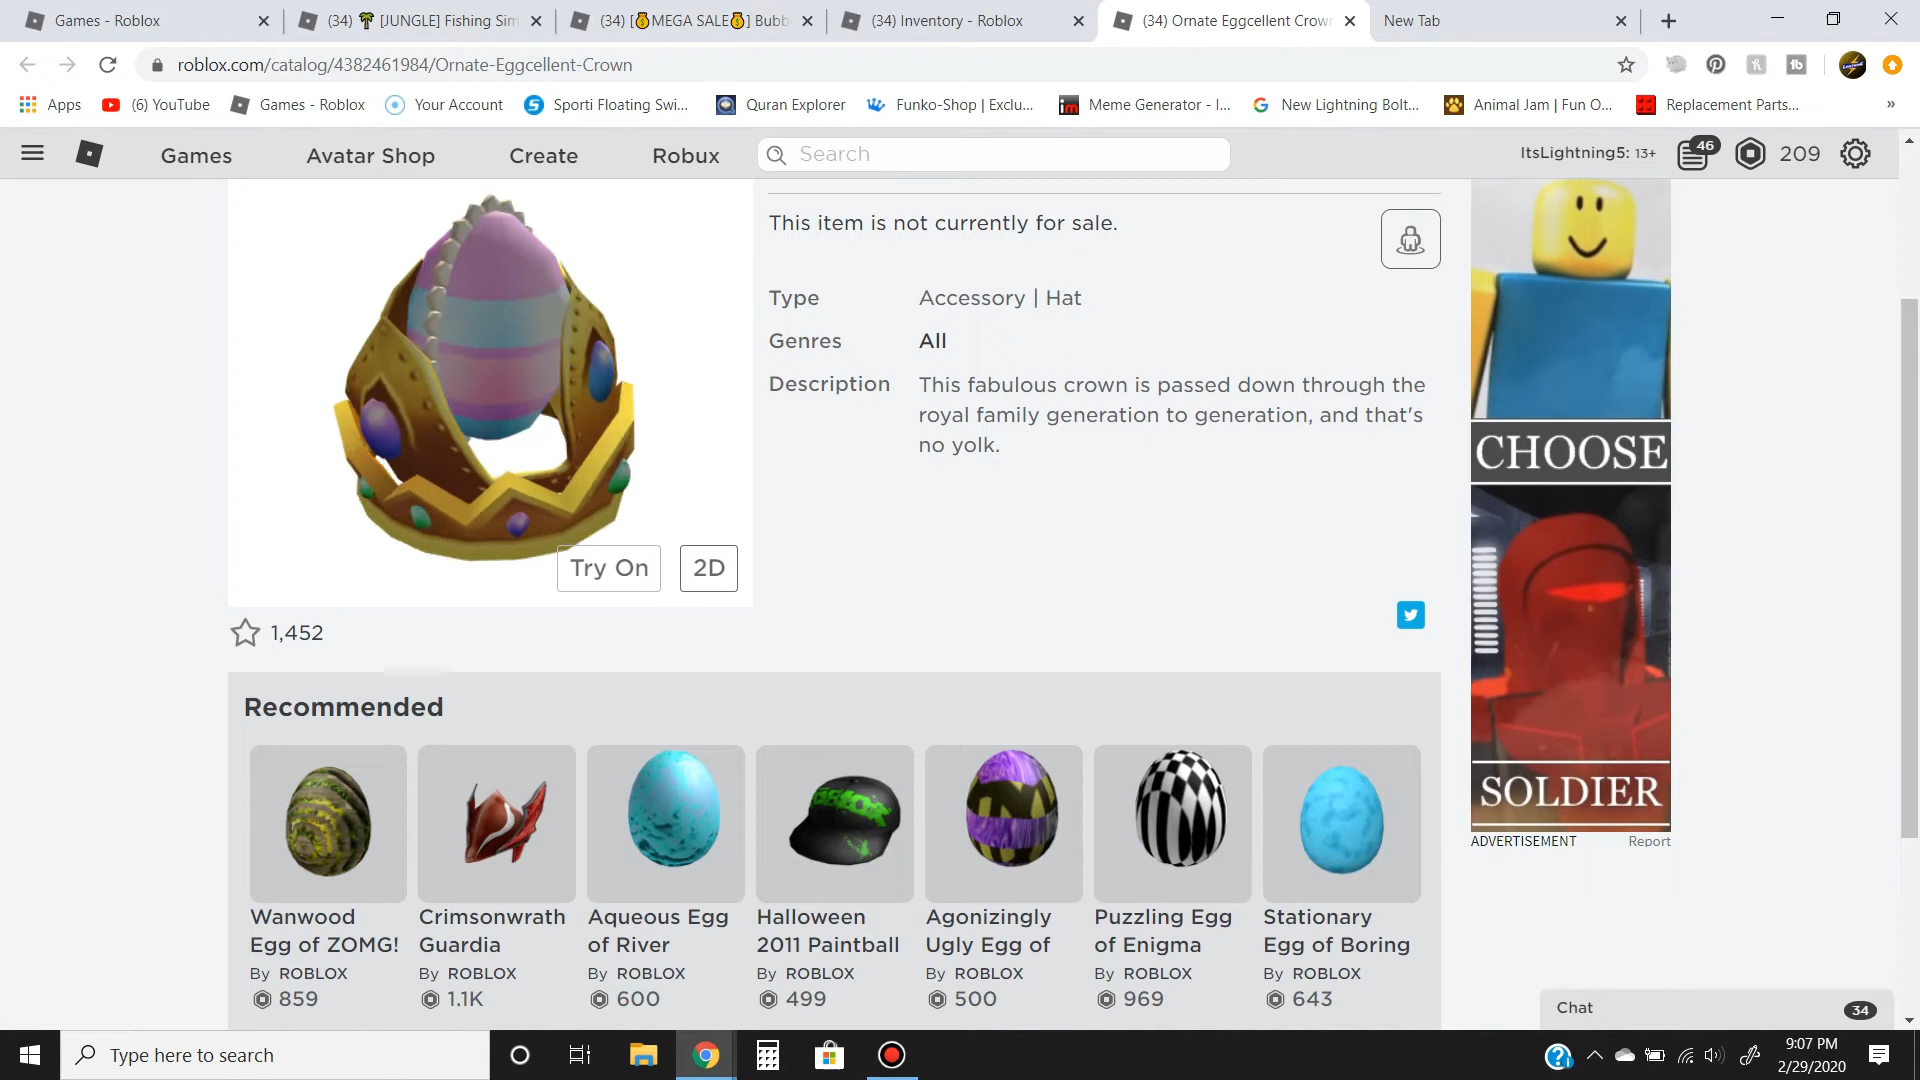 Games - Roblox
(34) 🌴 [JUNGLE] Fishing Sim
(34) [💰MEGA SALE💰] Bubb
(34) Inventory - Roblox
(34) Ornate Eggcellent Crown
New Tab
roblox.com/catalog/4382461984/Ornate-Eggcellent-Crown
Apps
(6) YouTube
Games - Roblox
Your Account
Sporti Floating Swi...
Quran Explorer
Funko-Shop | Exclu...
Meme Generator - I...
New Lightning Bolt...
Animal Jam | Fun O...
Replacement Parts...
»
Games
Avatar Shop
Create
Robux
Search
ItsLightning5: 13+
46
209
This item is not currently for sale.
Type
Accessory | Hat
Genres
All
Description
This fabulous crown is passed down through the
royal family generation to generation, and that's
no yolk.
Try On
2D
1,452
CHOOSE
SOLDIER
ADVERTISEMENT
Report
Recommended
Wanwood
Egg of ZOMG!
By ROBLOX
859
Crimsonwrath
Guardia
By ROBLOX
1.1K
Aqueous Egg
of River
By ROBLOX
600
Halloween
2011 Paintball
By ROBLOX
499
Agonizingly
Ugly Egg of
By ROBLOX
500
Puzzling Egg
of Enigma
By ROBLOX
969
Stationary
Egg of Boring
By ROBLOX
643
Chat
34
Type here to search
9:07 PM
2/29/2020